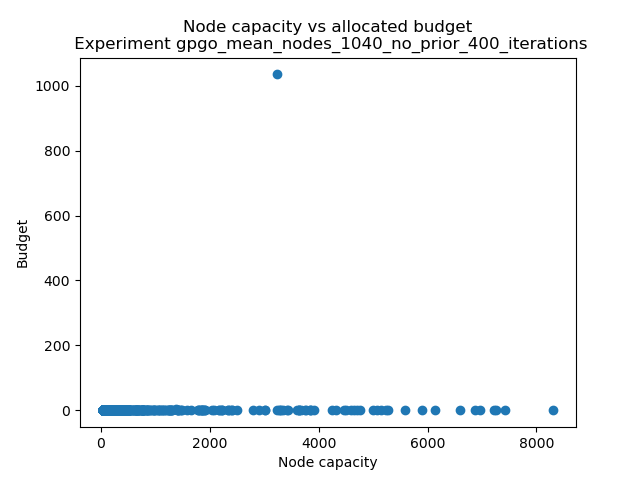 Node capacity vs allocated budget
Experiment gpgo_mean_nodes_1040_no_prior_400_iterations
1000
800
600
400
200
0
Budget
0 2000 4000 6000 8000
Node capacity